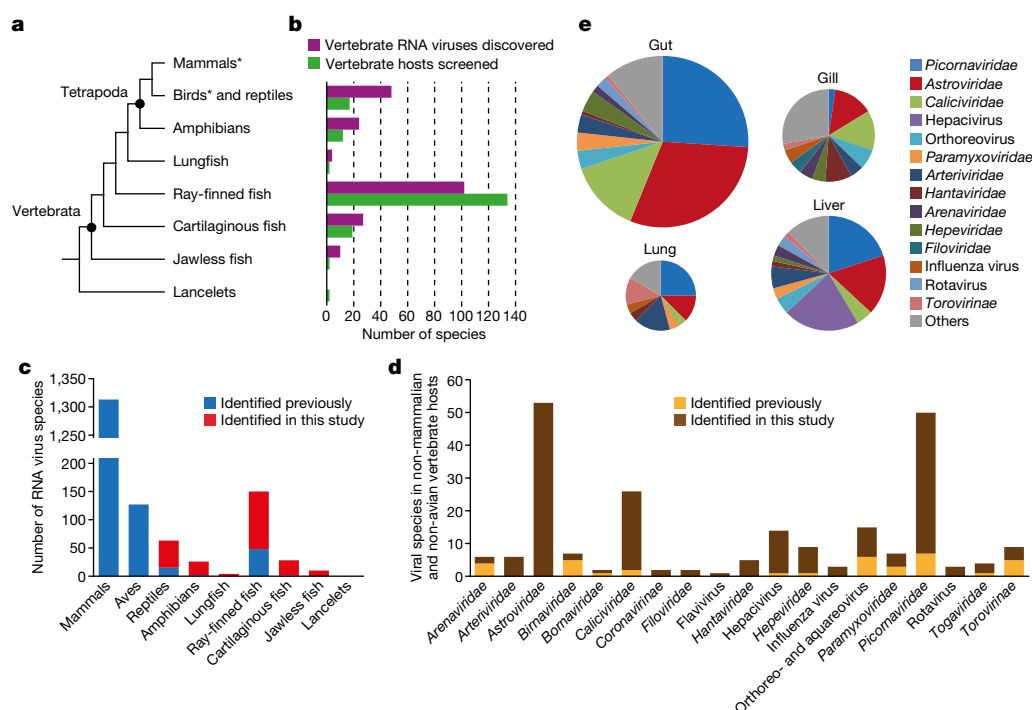 a
Mammals*
Tetrapoda
Birds* and reptiles
Amphibians
Lungfish
Ray-finned fish
Vertebrata
Cartilaginous fish
Jawless fish
Lancelets
b
Vertebrate RNA viruses discovered
Vertebrate hosts screened
0 20 40 60 80 100 120 140
Number of species
e
Gut
Gill
Lung
Liver
Picornaviridae
Astroviridae
Caliciviridae
Hepacivirus
Orthoreovirus
Paramyxoviridae
Arteriviridae
Hantaviridae
Arenaviridae
Hepeviridae
Filoviridae
Influenza virus
Rotavirus
Torovirinae
Others
c
Number of RNA virus species
1,350
1,300
1,250
200
150
100
50
0
Identified previously
Identified in this study
Mammals
Aves
Reptiles
Amphibians
Lungfish
Ray-finned fish
Cartilaginous fish
Jawless fish
Lancelets
d
Viral species in non-mammalian
and non-avian vertebrate hosts
60
50
40
30
20
10
0
Identified previously
Identified in this study
Arenaviridae
Arteriviridae
Astroviridae
Birnaviridae
Bornaviridae
Caliciviridae
Coronavirinae
Filoviridae
Flavivirus
Hantaviridae
Hepacivirus
Hepeviridae
Influenza virus
Orthoreo- and aquareovirus
Paramyxoviridae
Picornaviridae
Rotavirus
Togaviridae
Torovirinae